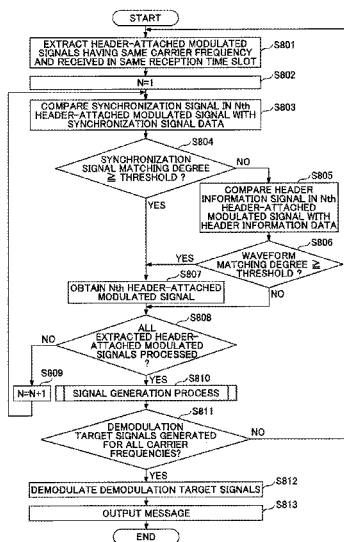 START
S801
EXTRACT HEADER-ATTACHED MODULATED
SIGNALS HAVING SAME CARRIER FREQUENCY
AND RECEIVED IN SAME RECEPTION TIME SLOT
S802
N=1
S803
COMPARE SYNCHRONIZATION SIGNAL IN Nth
HEADER-ATTACHED MODULATED SIGNAL WITH
SYNCHRONIZATION SIGNAL DATA
S804
SYNCHRONIZATION
SIGNAL MATCHING DEGREE
≧ THRESHOLD ?
NO
YES
S805
COMPARE HEADER
INFORMATION SIGNAL IN Nth
HEADER-ATTACHED
MODULATED SIGNAL WITH
HEADER INFORMATION DATA
S806
WAVEFORM
MATCHING DEGREE ≧
THRESHOLD ?
YES
NO
S807
OBTAIN Nth HEADER-ATTACHED
MODULATED SIGNAL
S808
ALL
EXTRACTED HEADER-
ATTACHED MODULATED
SIGNALS PROCESSED
?
NO
YES
S809
N=N+1
S810
SIGNAL GENERATION PROCESS
S811
DEMODULATION
TARGET SIGNALS GENERATED
FOR ALL CARRIER
FREQUENCIES?
NO
YES
S812
DEMODULATE DEMODULATION TARGET SIGNALS
S813
OUTPUT MESSAGE
END